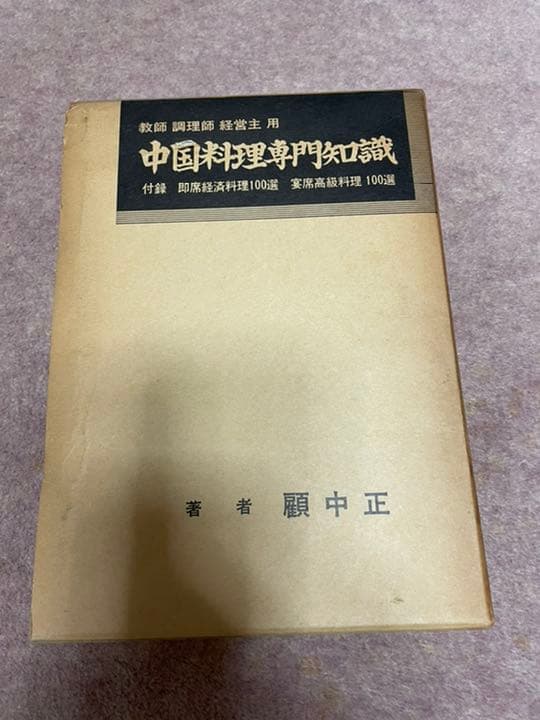 教師 調理師 経営主 用
中国料理専門知識
付録 即席経済料理100選 宴席高級料理100選
著者 顧中正